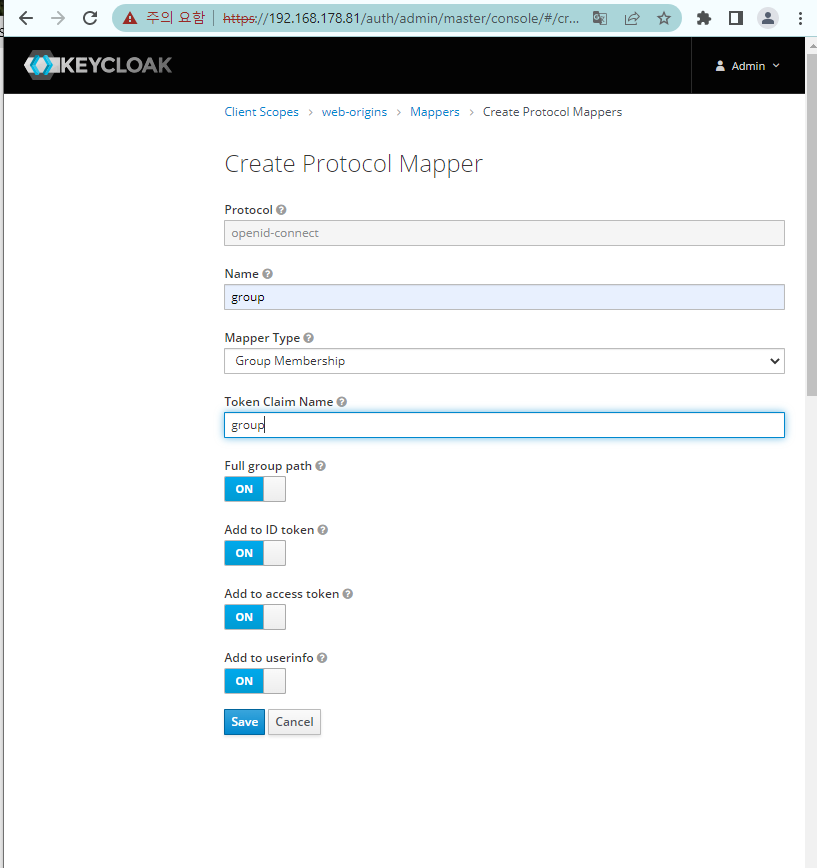 주의 요함 https://192.168.178.81/auth/admin/master/console/#/cr...
KEYCLOAK
Admin
Client Scopes > web-origins > Mappers > Create Protocol Mappers
Create Protocol Mapper
Protocol
openid-connect
Name
group
Mapper Type
Group Membership
Token Claim Name
group
Full group path
ON
Add to ID token
ON
Add to access token
ON
Add to userinfo
ON
Save Cancel